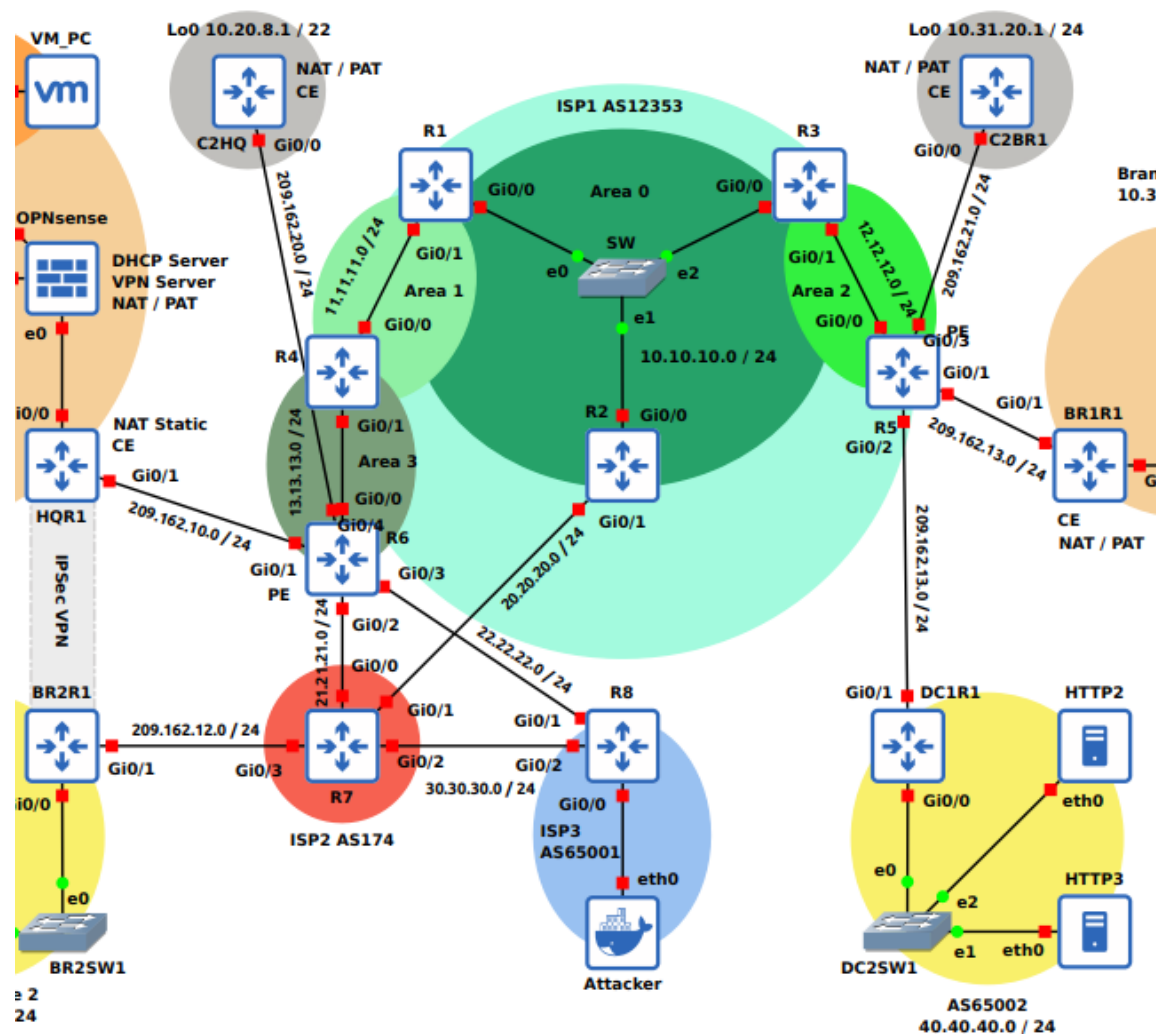 Lo0 10.20.8.1 / 22
Lo0 10.31.20.1 / 24
VM_PC
vm
NAT / PAT
CE
C2HQ
Gi0/0
209.162.20.0 / 24
ISP1 AS12353
R1
Gi0/0
Gi0/1
Area 0
R3
Gi0/0
Gi0/1
NAT / PAT
CE
C2BR1
Gi0/0
209.162.21.0 / 24
Bran
10.3
OPNsense
DHCP Server
VPN Server
NAT / PAT
e0
11.11.11.0 / 24
Area 1
Gi0/0
SW
e0
e2
e1
10.10.10.0 / 24
12.12.12.0 / 24
Area 2
Gi0/0
PE
Gi0/3
Gi0/1
R5
Gi0/2
R4
Gi0/1
13.13.13.0 / 24
Area 3
Gi0/0
Gi0/4
R6
R2
Gi0/0
Gi0/1
Gi0/1
BR1R1
209.162.13.0 / 24
G
CE
NAT / PAT
i0/0
NAT Static
CE
Gi0/1
HQR1
209.162.10.0 / 24
Gi0/1
PE
Gi0/3
Gi0/2
20.20.20.0 / 24
22.22.22.0 / 24
21.21.21.0 / 24
209.162.13.0 / 24
IPSec VPN
BR2R1
209.162.12.0 / 24
Gi0/1
Gi0/3
Gi0/0
Gi0/1
Gi0/2
R7
ISP2 AS174
30.30.30.0 / 24
R8
Gi0/1
Gi0/2
Gi0/0
ISP3
AS65001
eth0
Attacker
Gi0/1
DC1R1
Gi0/0
HTTP2
eth0
e0
e2
e1
HTTP3
eth0
DC2SW1
AS65002
40.40.40.0 / 24
i0/0
e0
BR2SW1
e 2
24